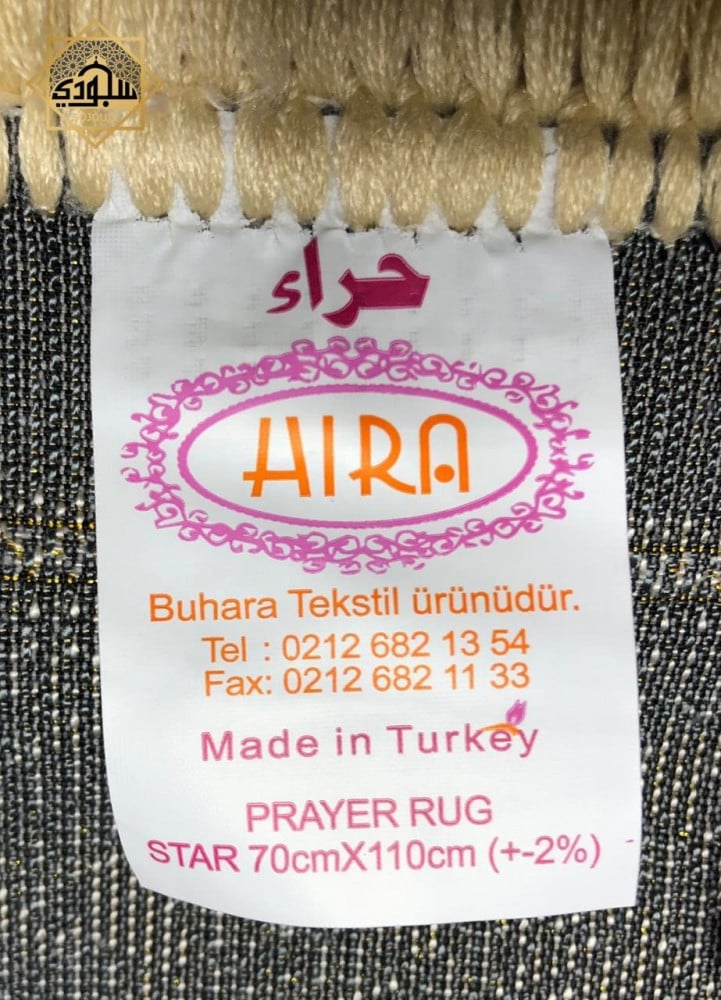 سجودي
حراء
HIRA
Buhara Tekstil ürünüdür.
Tel : 0212 682 13 54
Fax: 0212 682 11 33
Made in Turkey
PRAYER RUG
STAR 70cmX110cm (+-2%)